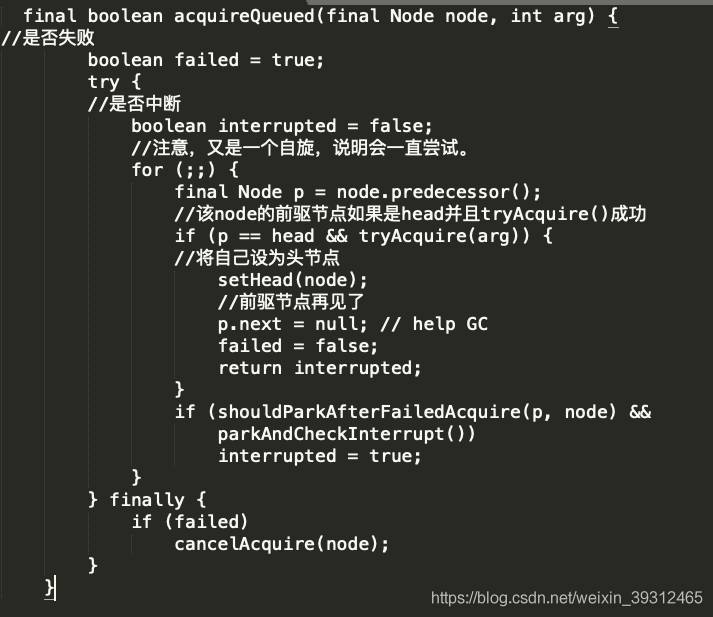 final boolean acquireQueued(final Node node, int arg) {
//是否失败
boolean failed = true;
try {
//是否中断
boolean interrupted = false;
//注意，又是一个自旋，说明会一直尝试。
for (;;) {
final Node p = node.predecessor();
//该node的前驱节点如果是head并且tryAcquire()成功
if (p == head && tryAcquire(arg)) {
//将自己设为头节点
setHead(node);
//前驱节点再见了
p.next = null; // help GC
failed = false;
return interrupted;
}
if (shouldParkAfterFailedAcquire(p, node) &&
parkAndCheckInterrupt())
interrupted = true;
}
} finally {
if (failed)
cancelAcquire(node);
}
}
https://blog.csdn.net/weixin_39312465